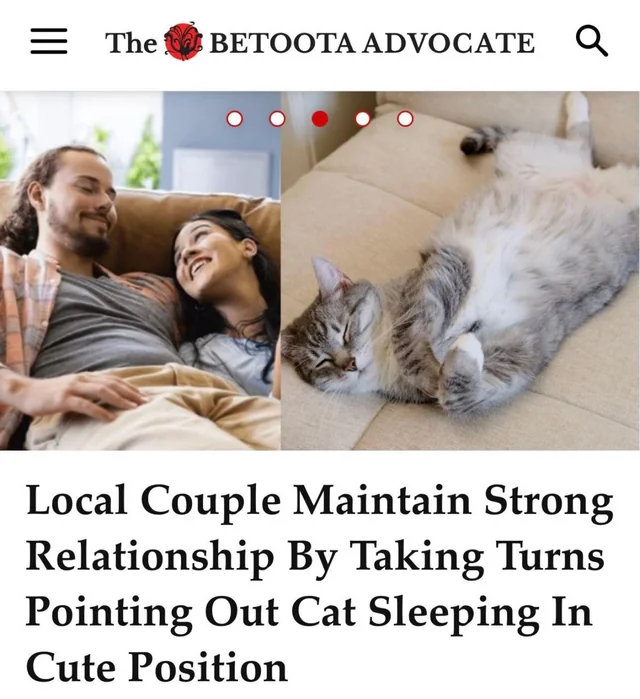 The BETOOTA ADVOCATE
Local Couple Maintain Strong
Relationship By Taking Turns
Pointing Out Cat Sleeping In
Cute Position